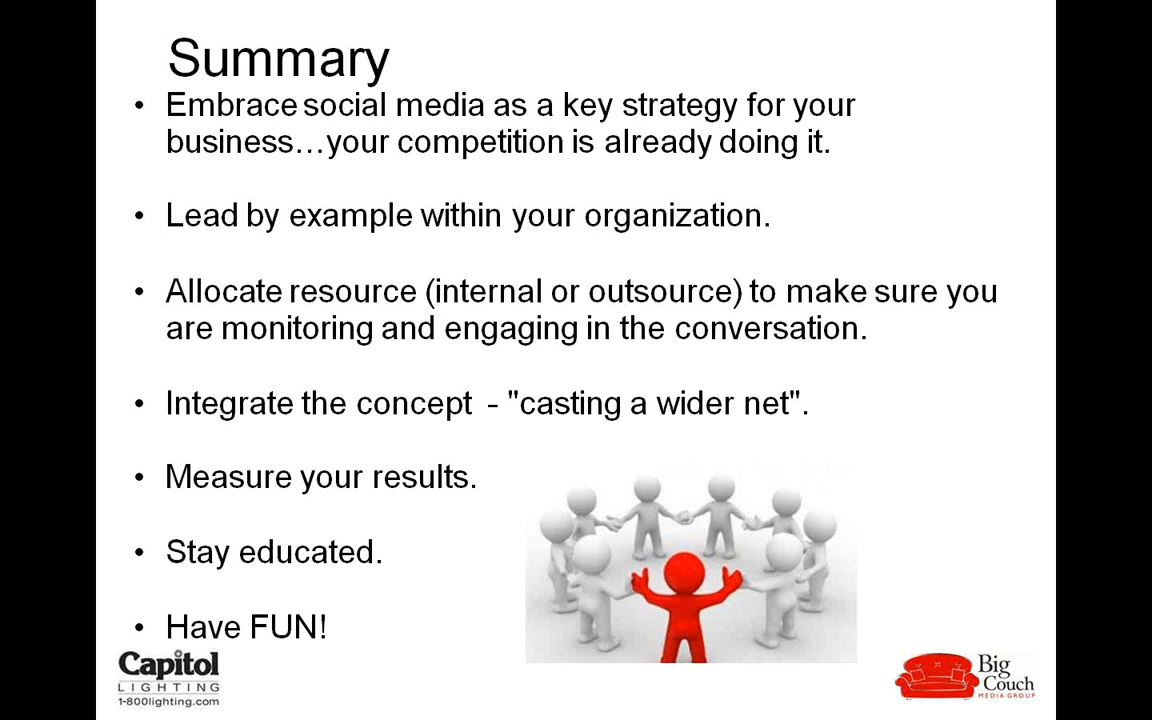 Summary
• Embrace social media as a key strategy for your
business…your competition is already doing it.
• Lead by example within your organization.
• Allocate resource (internal or outsource) to make sure you
are monitoring and engaging in the conversation.
• Integrate the concept - "casting a wider net".
• Measure your results.
• Stay educated.
• Have FUN!
Capitol
LIGHTING
1-800lighting.com
Big
Couch
MEDIA GROUP